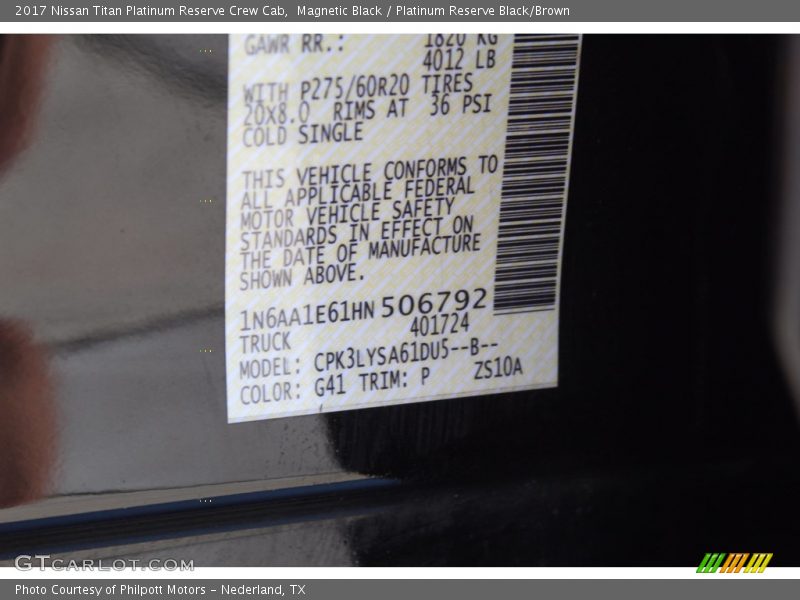 2017 Nissan Titan Platinum Reserve Crew Cab, Magnetic Black / Platinum Reserve Black/Brown
GAWR RR.: 1820 KG
4012 LB
WITH P275/60R20 TIRES
20X8.0 RIMS AT 36 PSI
COLD SINGLE
THIS VEHICLE CONFORMS TO
ALL APPLICABLE FEDERAL
MOTOR VEHICLE SAFETY
STANDARDS IN EFFECT ON
THE DATE OF MANUFACTURE
SHOWN ABOVE.
1N6AA1E61HN506792
TRUCK 401724
MODEL: CPK3LYSA61DU5--B--
COLOR: G41 TRIM: P ZS10A
GTCARLOT.COM
Photo Courtesy of Philpott Motors - Nederland, TX